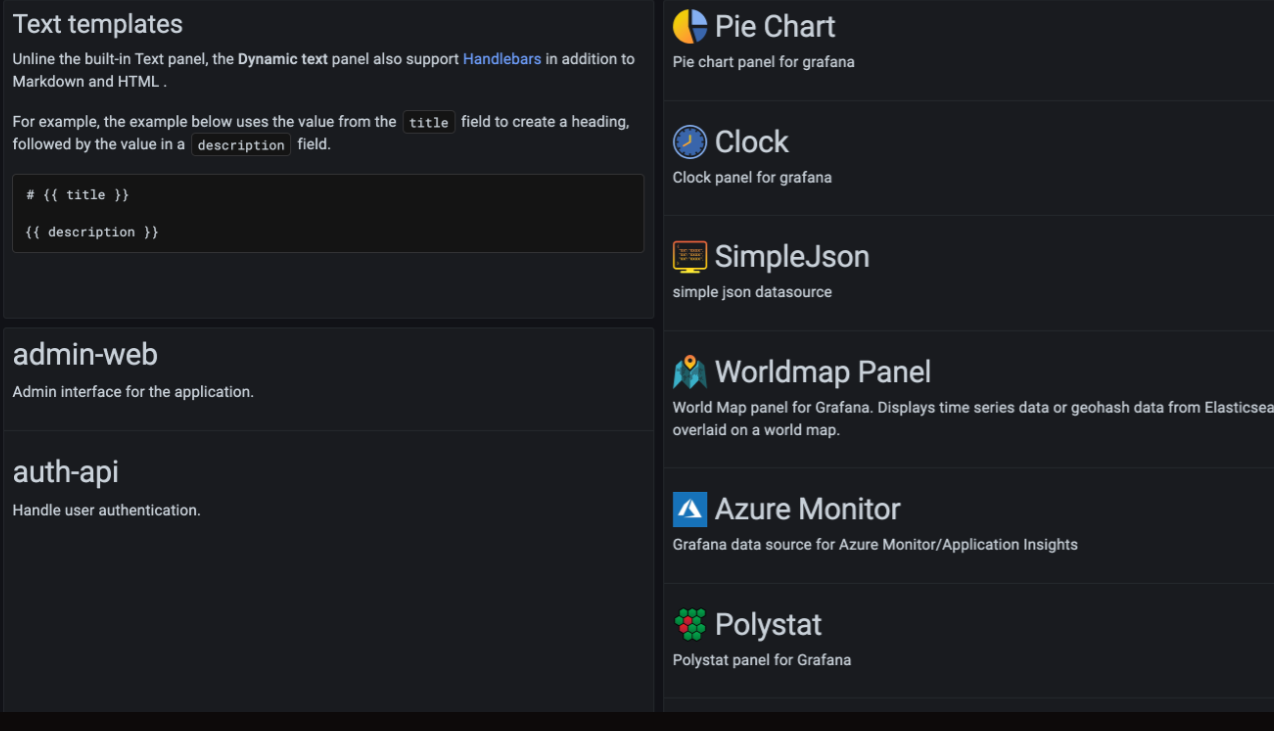 Text templates
Unline the built-in Text panel, the Dynamic text panel also support Handlebars in addition to
Markdown and HTML .
For example, the example below uses the value from the title field to create a heading,
followed by the value in a description field.
# {{ title }}
{{ description }}
admin-web
Admin interface for the application.
auth-api
Handle user authentication.
Pie Chart
Pie chart panel for grafana
Clock
Clock panel for grafana
SimpleJson
simple json datasource
Worldmap Panel
World Map panel for Grafana. Displays time series data or geohash data from Elasticsea
overlaid on a world map.
Azure Monitor
Grafana data source for Azure Monitor/Application Insights
Polystat
Polystat panel for Grafana